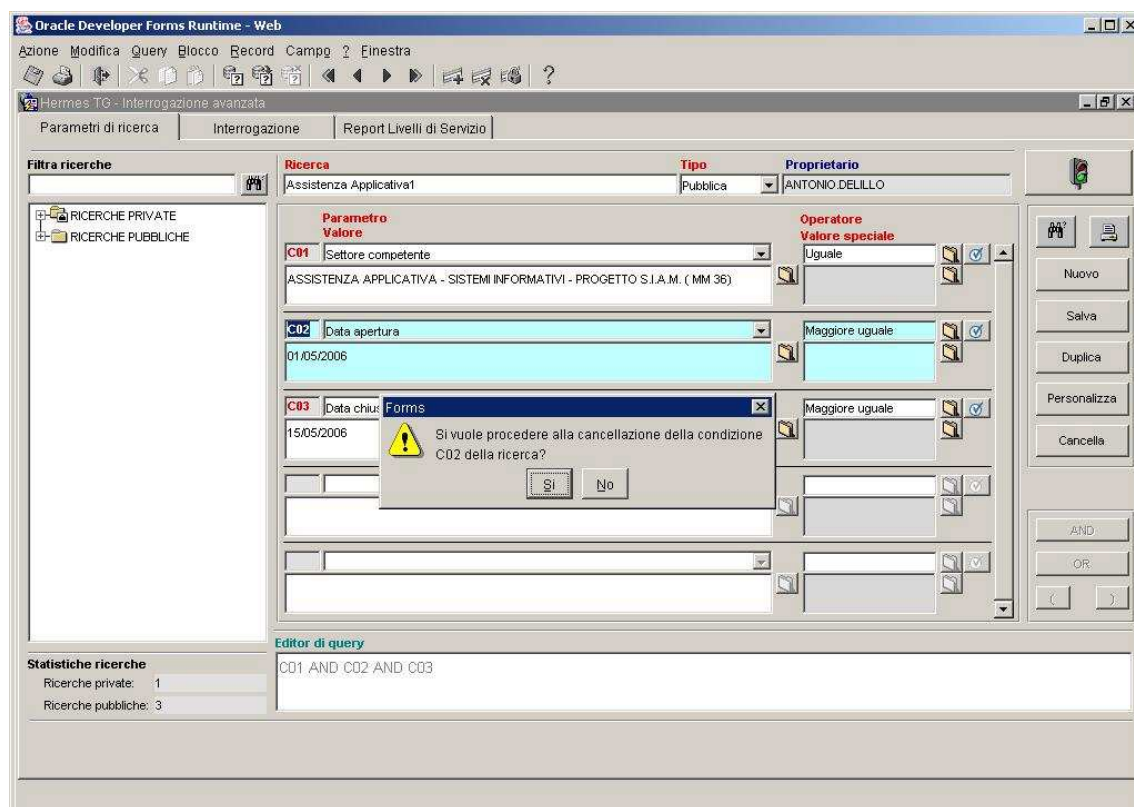 Oracle Developer Forms Runtime - Web
Azione Modifica Query Blocco Record Campo ? Finestra
Hermes TG - Interrogazione avanzata
Parametri di ricerca Interrogazione Report Livelli di Servizio
Filtra ricerche
Ricerca Tipo Proprietario
Assistenza Applicativa1 Pubblica ANTONIO.DELILLO
RICERCHE PRIVATE
RICERCHE PUBBLICHE
Parametro Operatore
Valore Valore speciale
C01 Settore competente Uguale
ASSISTENZA APPLICATIVA - SISTEMI INFORMATIVI - PROGETTO S.I.A.M. ( MM 36)
Nuovo
Salva
C02 Data apertura Maggiore uguale
01/05/2006
Duplica
Personalizza
C03 Data chius Maggiore uguale
15/05/2006
Cancella
Forms
Si vuole procedere alla cancellazione della condizione
C02 della ricerca?
Si No
AND
OR
( )
Editor di query
C01 AND C02 AND C03
Statistiche ricerche
Ricerche private: 1
Ricerche pubbliche: 3